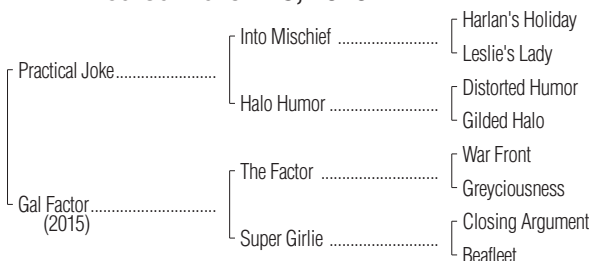 Harlan's Holiday
Into Mischief ........................
Leslie's Lady
Practical Joke.......................
Distorted Humor
Halo Humor .........................
Gilded Halo
War Front
The Factor ...........................
Greyciousness
Gal Factor.............................
(2015)
Closing Argument
Super Girlie .........................
Beafleet